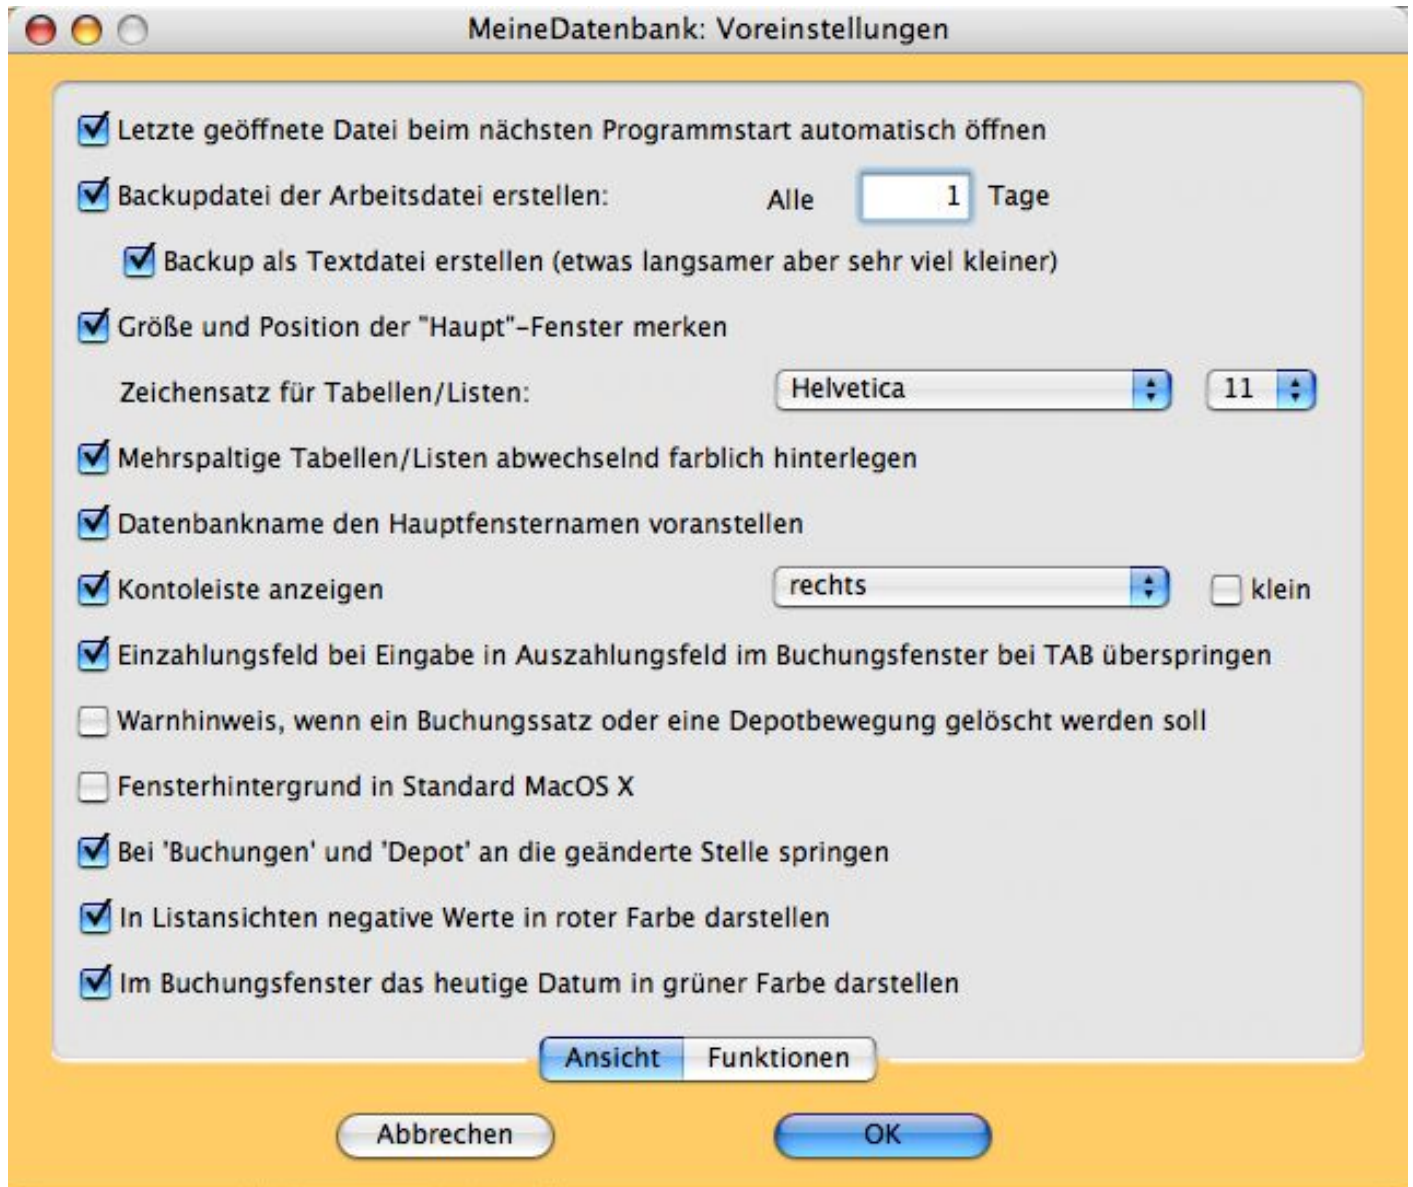 MeineDatenbank: Voreinstellungen
Letzte geöffnete Datei beim nächsten Programmstart automatisch öffnen
Backupdatei der Arbeitsdatei erstellen: Alle 1 Tage
Backup als Textdatei erstellen (etwas langsamer aber sehr viel kleiner)
Größe und Position der "Haupt"-Fenster merken
Zeichensatz für Tabellen/Listen: Helvetica 11
Mehrspaltige Tabellen/Listen abwechselnd farblich hinterlegen
Datenbankname den Hauptfensternamen voranstellen
Kontoleiste anzeigen rechts klein
Einzahlungsfeld bei Eingabe in Auszahlungsfeld im Buchungsfenster bei TAB überspringen
Warnhinweis, wenn ein Buchungssatz oder eine Depotbewegung gelöscht werden soll
Fensterhintergrund in Standard MacOS X
Bei 'Buchungen' und 'Depot' an die geänderte Stelle springen
In Listansichten negative Werte in roter Farbe darstellen
Im Buchungsfenster das heutige Datum in grüner Farbe darstellen
Ansicht Funktionen
Abbrechen OK